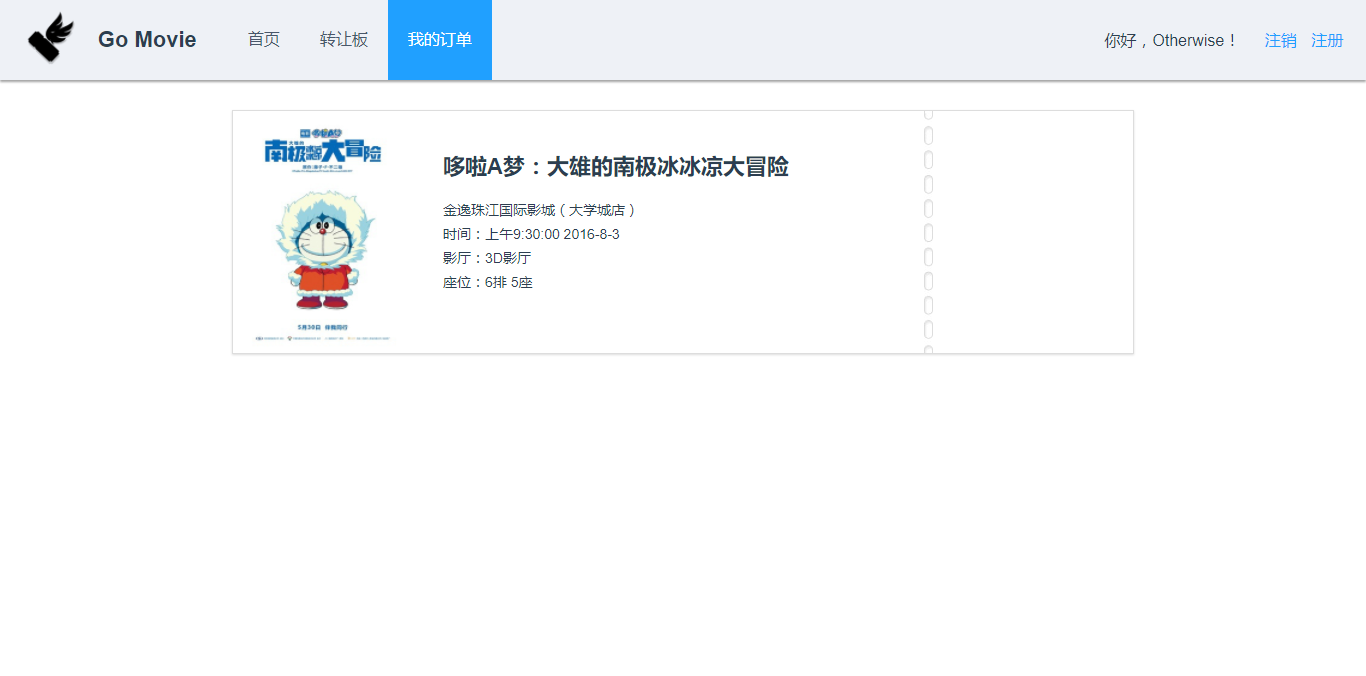 Go Movie
首页
转让板
我的订单
你好，Otherwise！
注销
注册
大雄的
南极冰冰凉大冒险
5月30日 伴我同行
哆啦A梦：大雄的南极冰冰凉大冒险
金逸珠江国际影城（大学城店）
时间：上午9:30:00 2016-8-3
影厅：3D影厅
座位：6排 5座